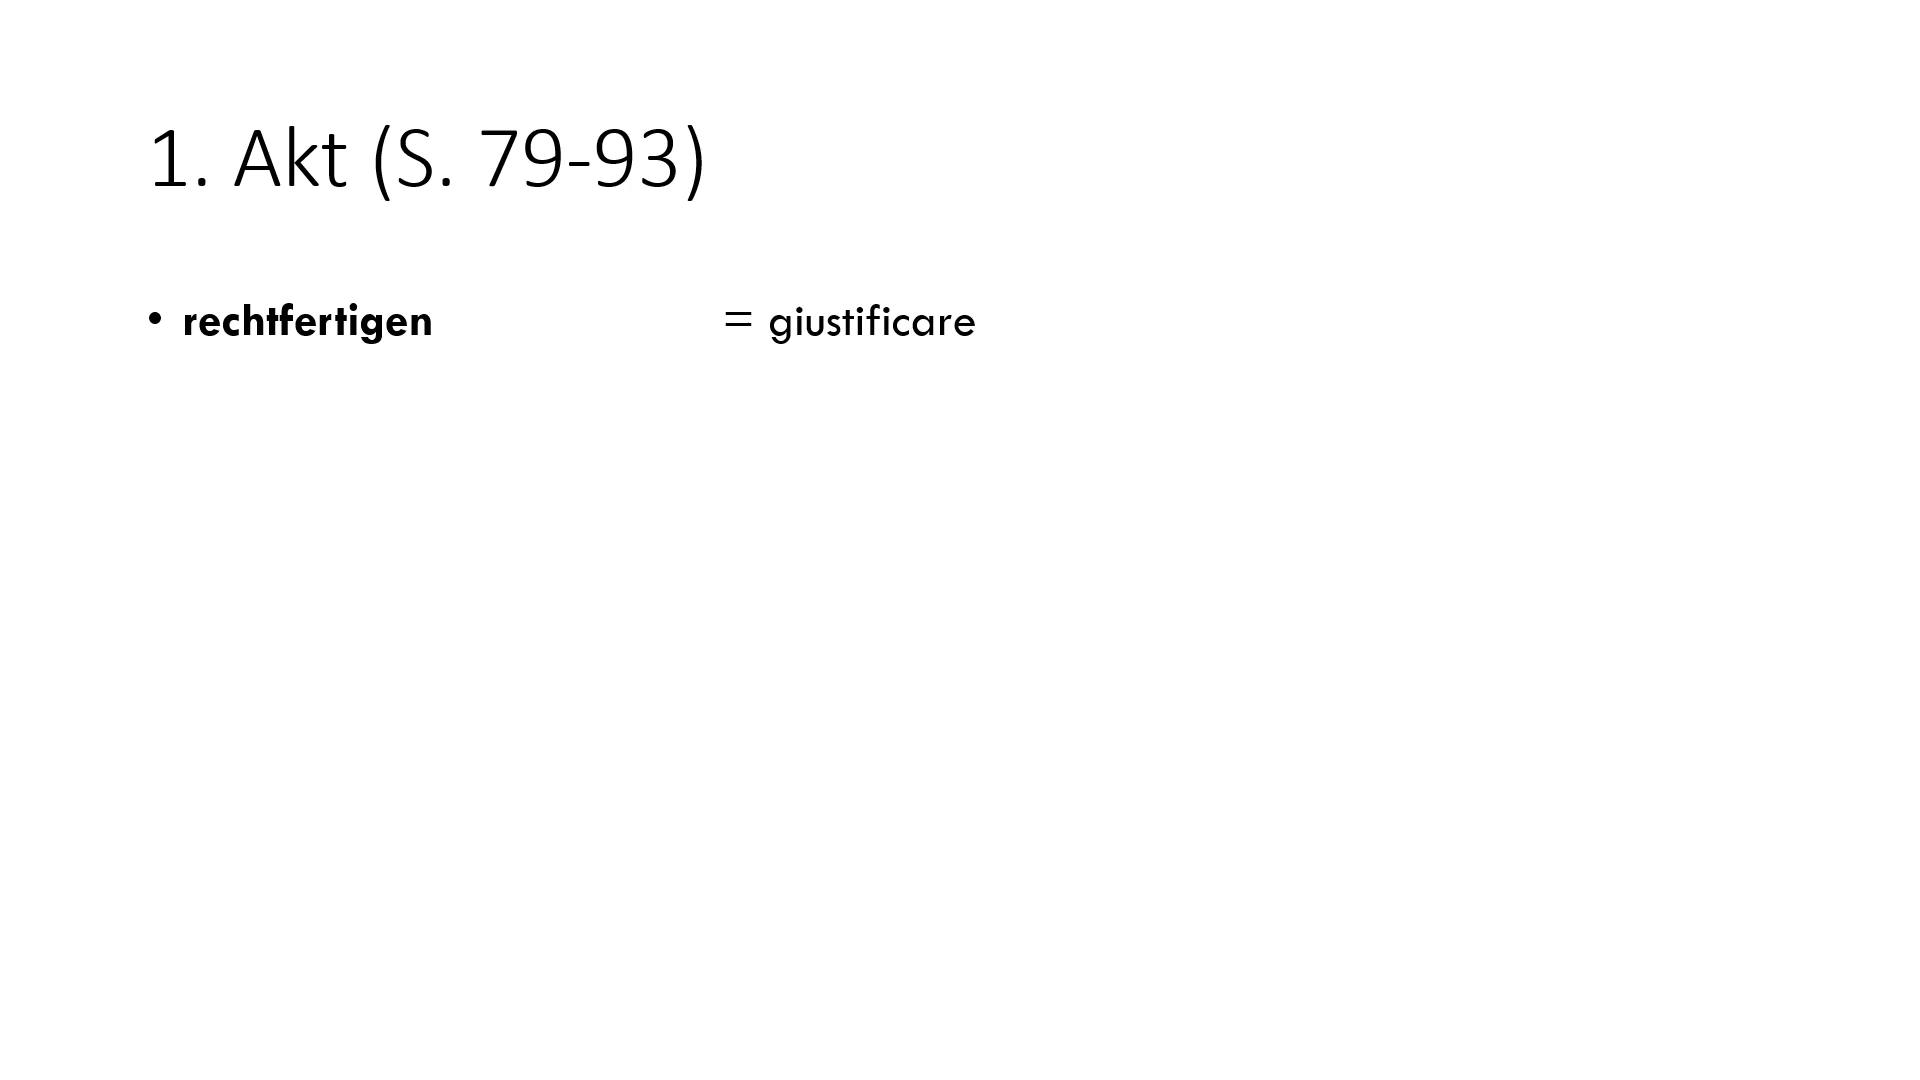 1. Akt (S. 79-93)
• rechtfertigen = giustificare